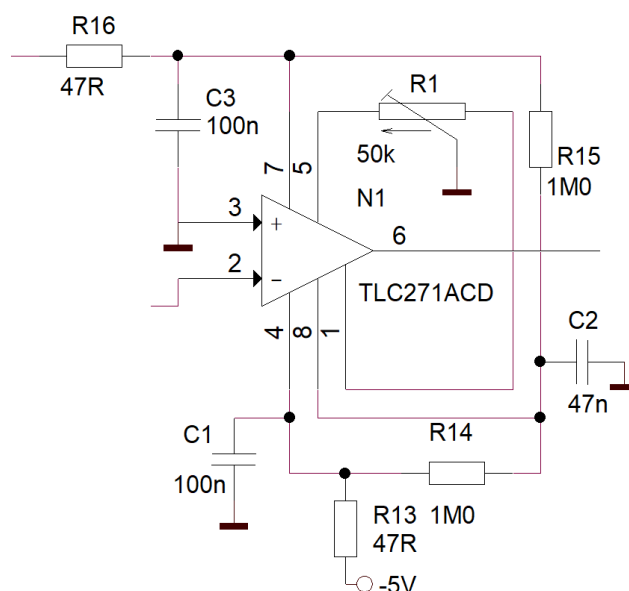 R16
47R
C3
100n
R1
50k
R15
1M0
7
5
N1
3
+
6
2
−
TLC271ACD
4
8
1
C2
47n
C1
100n
R14
1M0
R13
47R
-5V